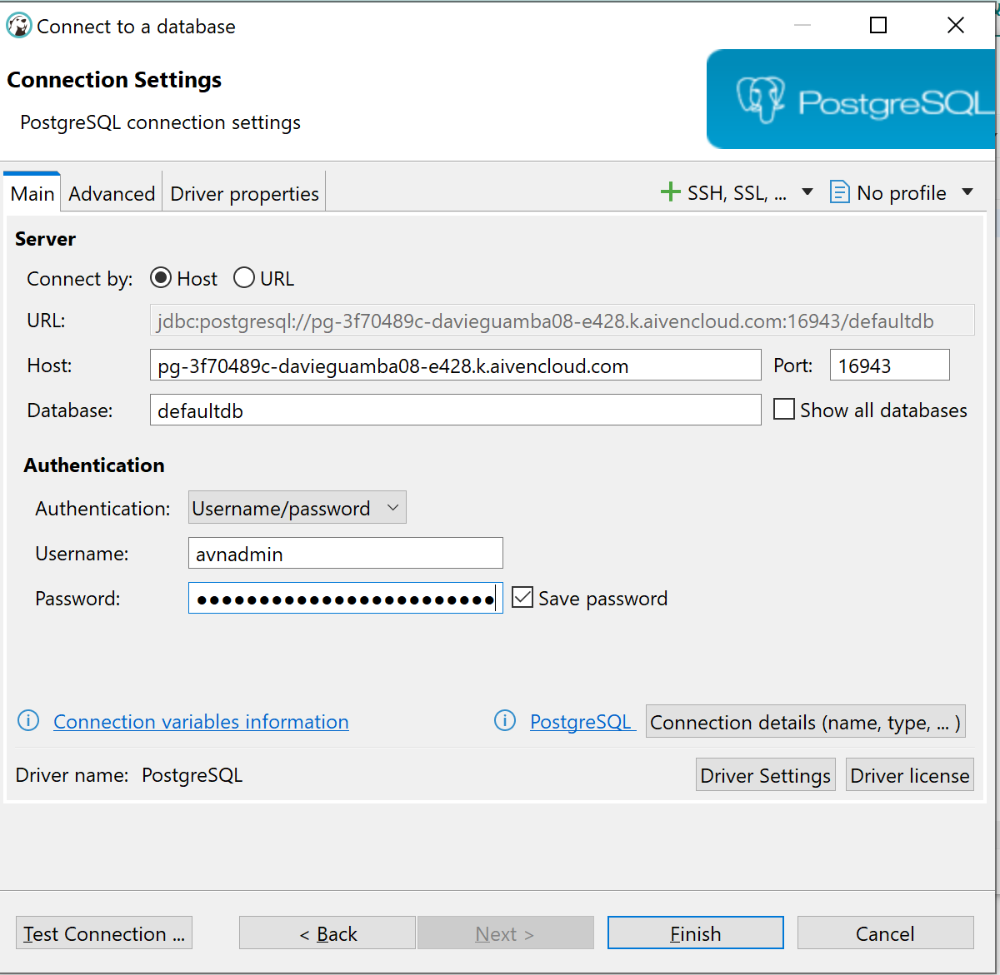 Connect to a database
Connection Settings
PostgreSQL connection settings
PostgreSQL
Main Advanced Driver properties SSH, SSL, ... No profile
Server
Connect by: Host URL
URL: jdbc:postgresql://pg-3f70489c-davieguamba08-e428.k.aivencloud.com:16943/defaultdb
Host: pg-3f70489c-davieguamba08-e428.k.aivencloud.com Port: 16943
Database: defaultdb Show all databases
Authentication
Authentication: Username/password
Username: avnadmin
Password: ●●●●●●●●●●●●●●●●●●●●●●●● Save password
Connection variables information PostgreSQL Connection details (name, type, ... )
Driver name: PostgreSQL Driver Settings Driver license
Test Connection ... < Back Next > Finish Cancel